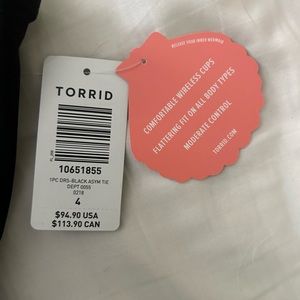 TORRID
10651855
1PC DRS-BLACK ASYM TIE
DEPT 0055
0218
4
$94.90 USA
$113.90 CAN
RELEASE YOUR INNER MERMAID
COMFORTABLE WIRELESS CUPS
FLATTERING FIT ON ALL BODY TYPES
MODERATE CONTROL
TORRID.COM